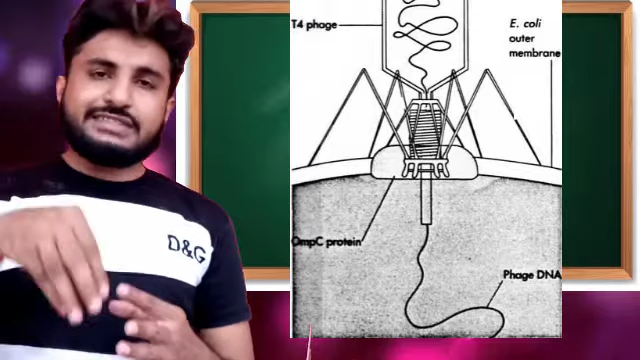 T4 phage
E. coli
outer
membrane
OmpC protein
Phage DNA
D&G